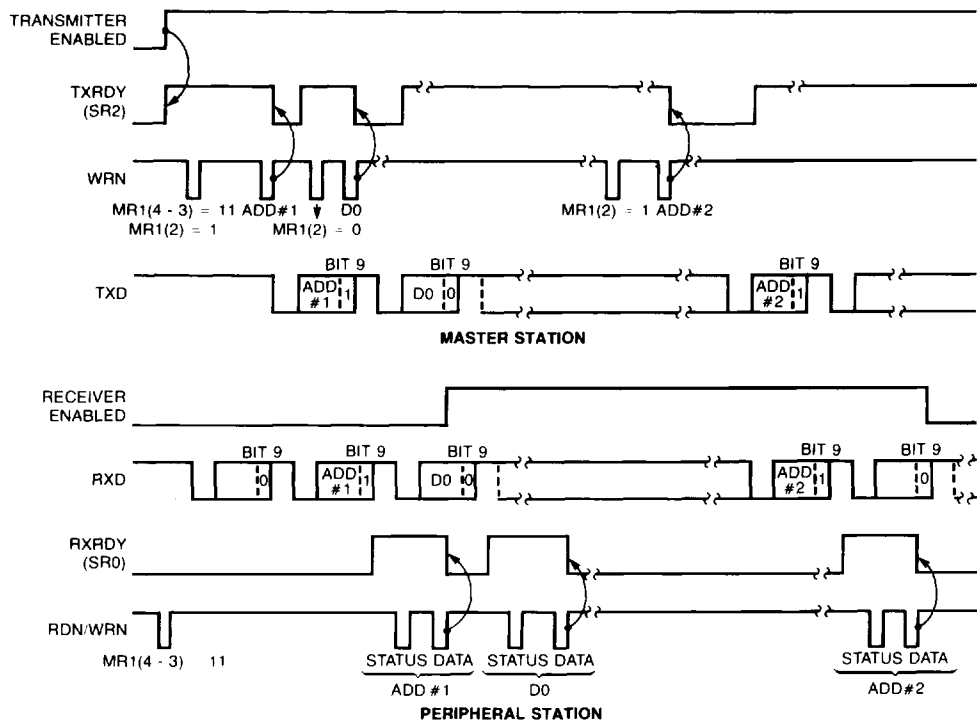 TRANSMITTER
ENABLED
TXRDY
(SR2)
WRN
MR1(4 - 3) = 11 ADD#1 D0 MR1(2) = 1 ADD#2
MR1(2) = 1 MR1(2) = 0
BIT 9 BIT 9 BIT 9
TXD
ADD
#1 1 D0 0 ADD
#2 1
MASTER STATION
RECEIVER
ENABLED
BIT 9 BIT 9 BIT 9 BIT 9 BIT 9
RXD
0 ADD
#1 1 D0 0 ADD
#2 1 0
RXRDY
(SR0)
RDN/WRN
MR1(4 - 3) 11 STATUS DATA STATUS DATA STATUS DATA
ADD #1 D0 ADD#2
PERIPHERAL STATION